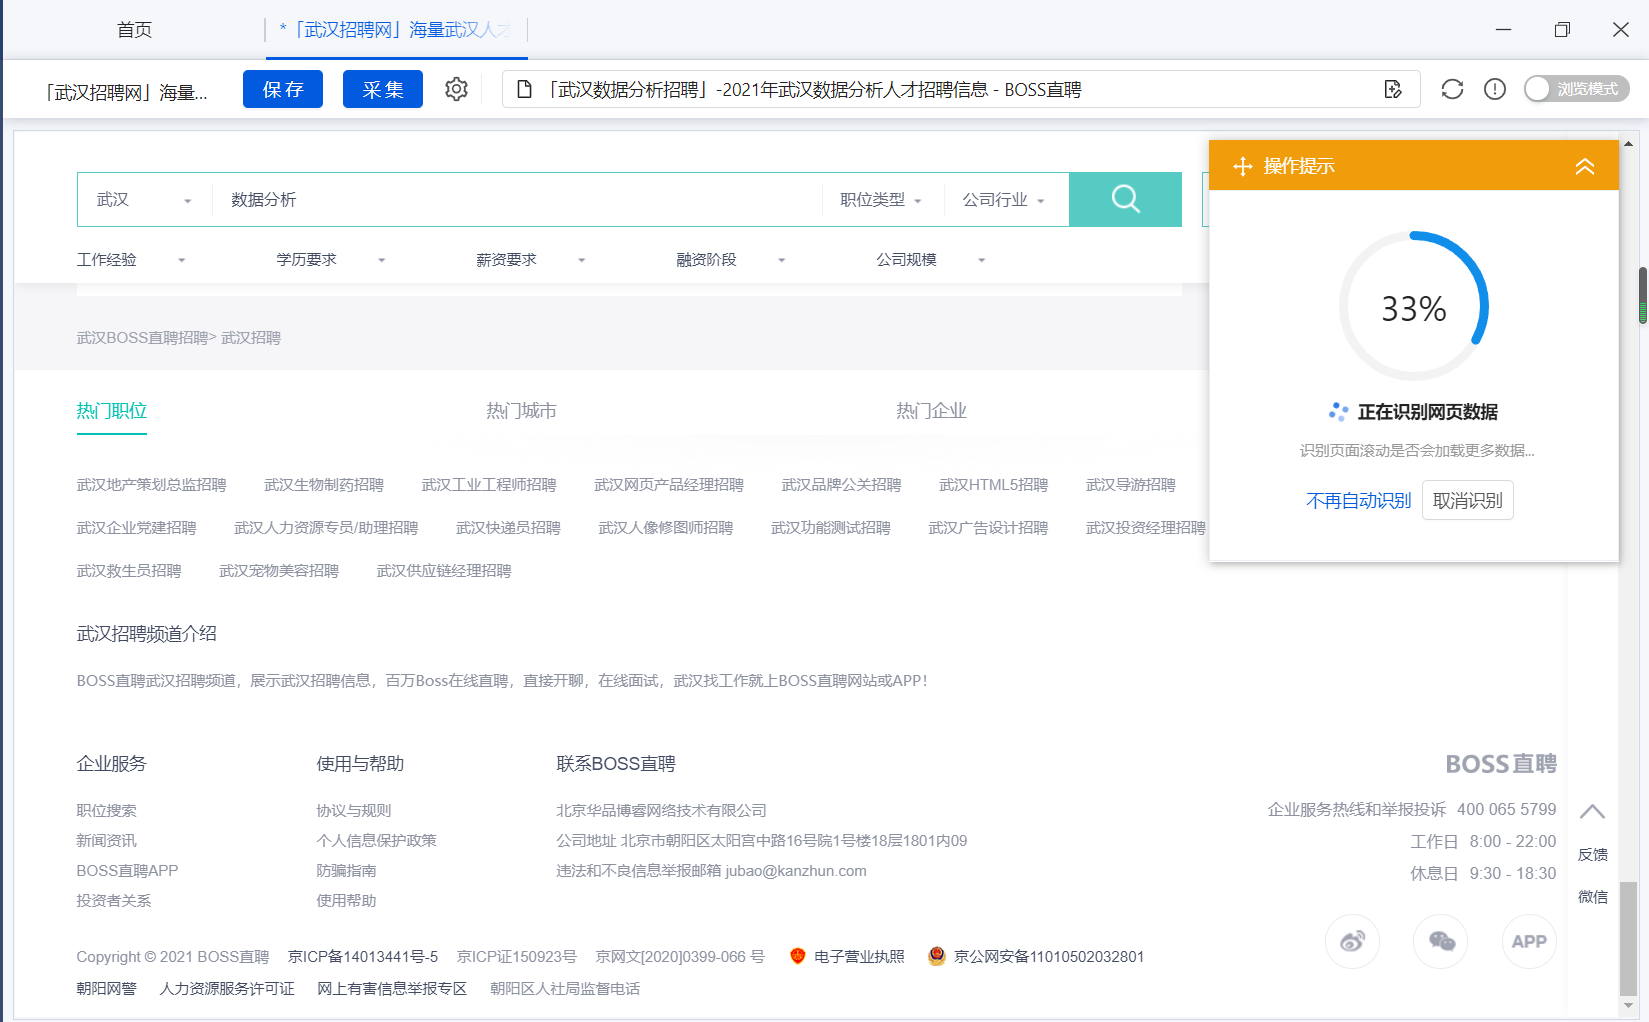 首页
*「武汉招聘网」海量武汉人才
「武汉招聘网」海量...
保存
采集
「武汉数据分析招聘」-2021年武汉数据分析人才招聘信息 - BOSS直聘
浏览模式
武汉
数据分析
职位类型
公司行业
工作经验
学历要求
薪资要求
融资阶段
公司规模
武汉BOSS直聘招聘> 武汉招聘
热门职位
热门城市
热门企业
武汉地产策划总监招聘 武汉生物制药招聘 武汉工业工程师招聘 武汉网页产品经理招聘 武汉品牌公关招聘 武汉HTML5招聘 武汉导游招聘
武汉企业党建招聘 武汉人力资源专员/助理招聘 武汉快递员招聘 武汉人像修图师招聘 武汉功能测试招聘 武汉广告设计招聘 武汉投资经理招聘
武汉救生员招聘 武汉宠物美容招聘 武汉供应链经理招聘
武汉招聘频道介绍
BOSS直聘武汉招聘频道，展示武汉招聘信息，百万Boss在线直聘，直接开聊，在线面试，武汉找工作就上BOSS直聘网站或APP！
操作提示
33%
正在识别网页数据
识别页面滚动是否会加载更多数据...
不再自动识别
取消识别
企业服务
职位搜索
新闻资讯
BOSS直聘APP
投资者关系
使用与帮助
协议与规则
个人信息保护政策
防骗指南
使用帮助
联系BOSS直聘
北京华品博睿网络技术有限公司
公司地址 北京市朝阳区太阳宫中路16号院1号楼18层1801内09
违法和不良信息举报邮箱 jubao@kanzhun.com
BOSS直聘
企业服务热线和举报投诉 400 065 5799
工作日 8:00 - 22:00
休息日 9:30 - 18:30
APP
反馈
微信
Copyright © 2021 BOSS直聘 京ICP备14013441号-5 京ICP证150923号 京网文[2020]0399-066 号 电子营业执照 京公网安备11010502032801
朝阳网警 人力资源服务许可证 网上有害信息举报专区 朝阳区人社局监督电话